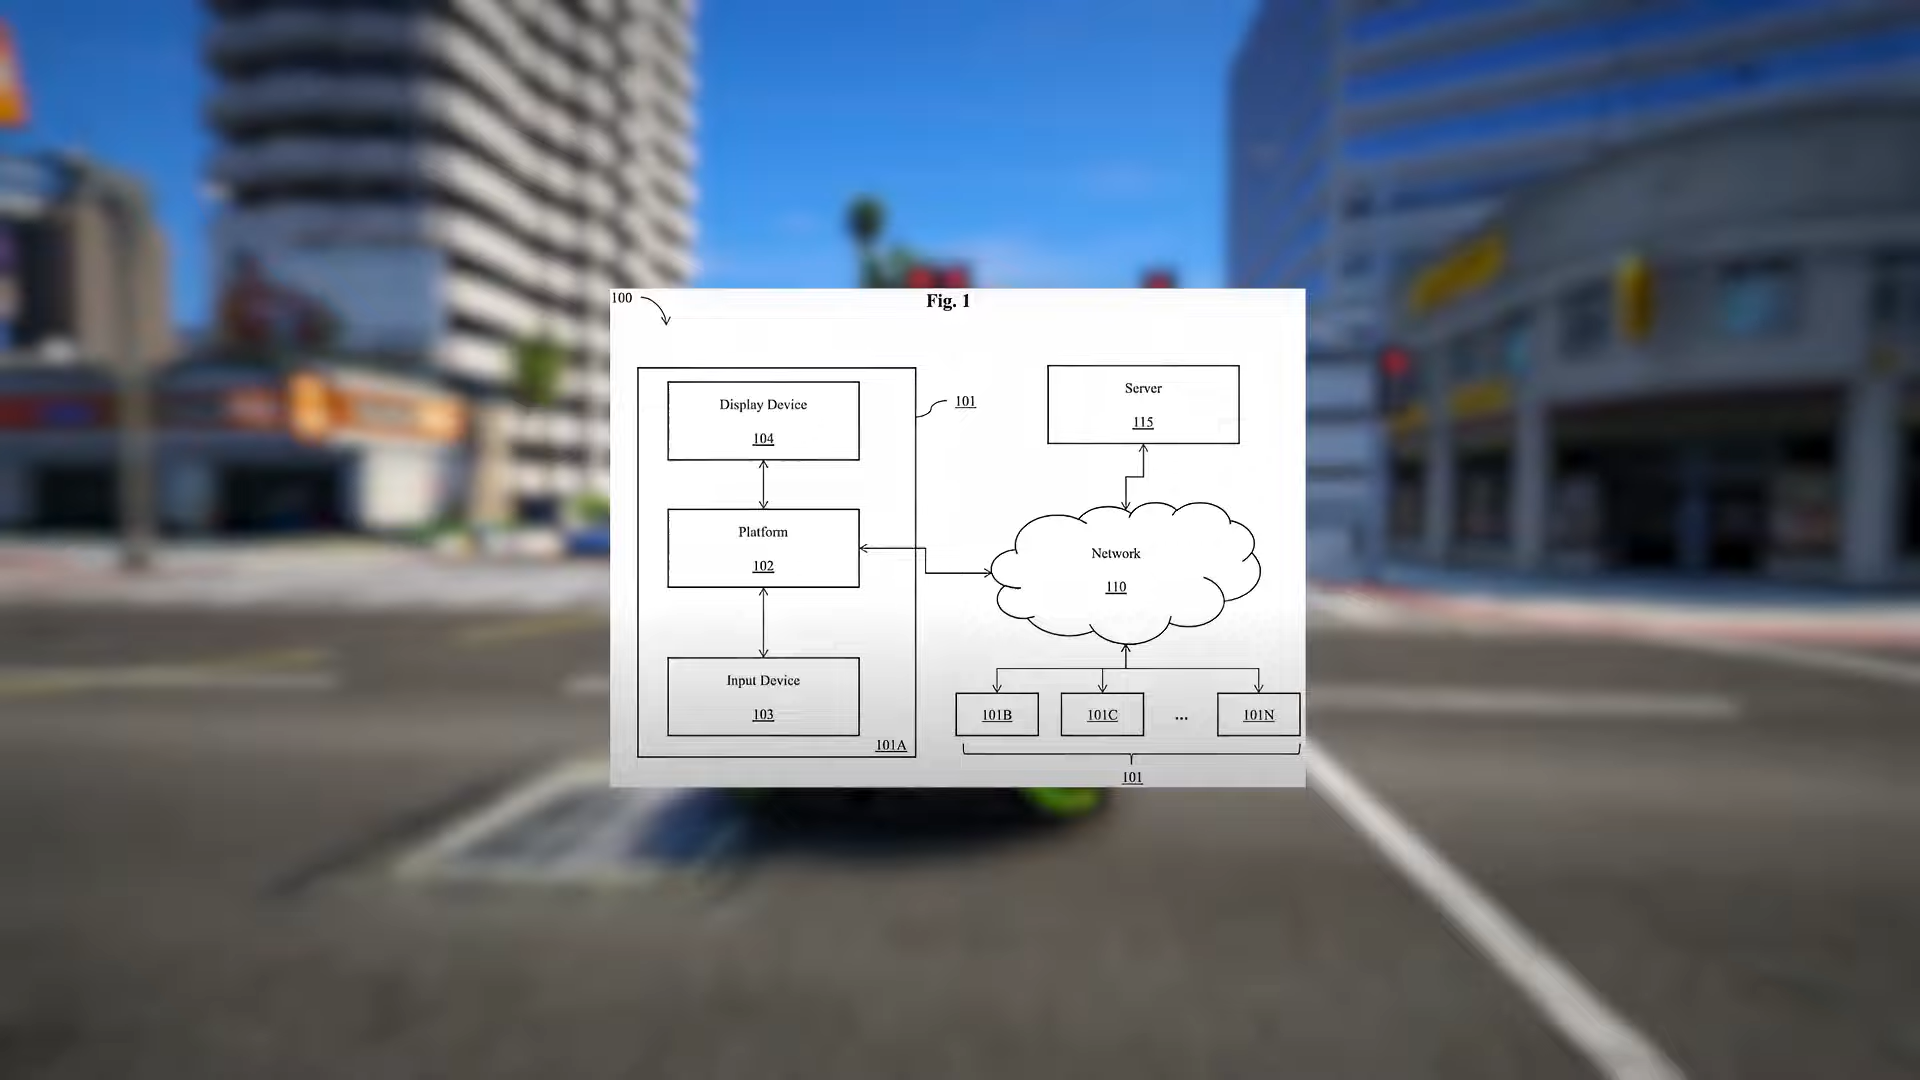 100
Fig. 1
Display Device
104
101
Server
115
Platform
102
Network
110
Input Device
103
101A
101B
101C
...
101N
101